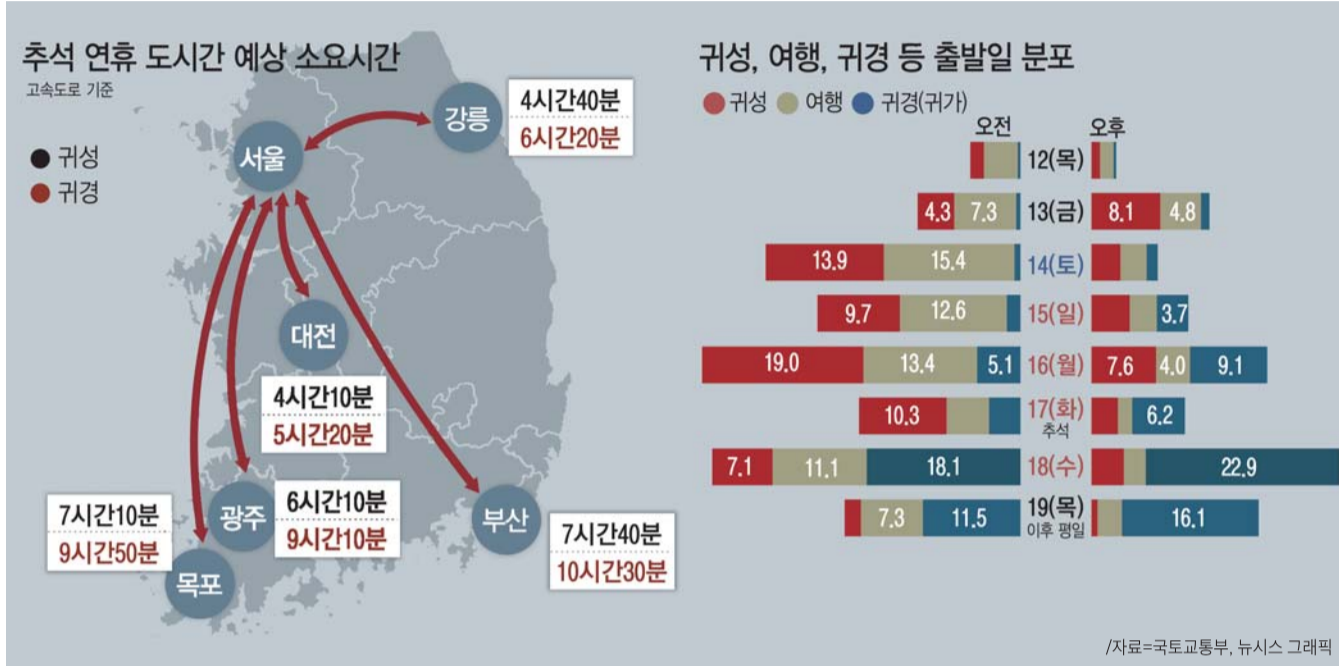 추석 연휴 도시간 예상 소요시간
고속도로 기준
귀성
귀경
서울
강릉
4시간40분
6시간20분
대전
4시간10분
5시간20분
광주
6시간10분
9시간10분
목포
7시간10분
9시간50분
부산
7시간40분
10시간30분
귀성, 여행, 귀경 등 출발일 분포
귀성 여행 귀경(귀가)
오전 오후
12(목)
4.3 7.3 13(금) 8.1 4.8
13.9 15.4 14(토)
9.7 12.6 15(일) 3.7
19.0 13.4 5.1 16(월) 7.6 4.0 9.1
10.3 17(화) 6.2
추석
7.1 11.1 18.1 18(수) 22.9
7.3 11.5 19(목) 16.1
이후 평일
/자료=국토교통부, 뉴시스 그래픽